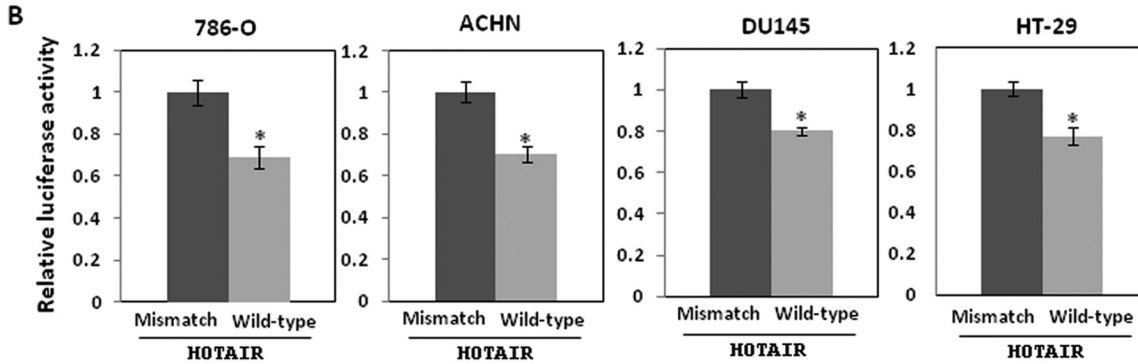 B
Relative luciferase activity
786-O
1.2
1
0.8
0.6
0.4
0.2
0
*
Mismatch Wild-type
HOTAIR
ACHN
1.2
1
0.8
0.6
0.4
0.2
0
*
Mismatch Wild-type
HOTAIR
DU145
1.2
1
0.8
0.6
0.4
0.2
0
*
Mismatch Wild-type
HOTAIR
HT-29
1.2
1
0.8
0.6
0.4
0.2
0
*
Mismatch Wild-type
HOTAIR